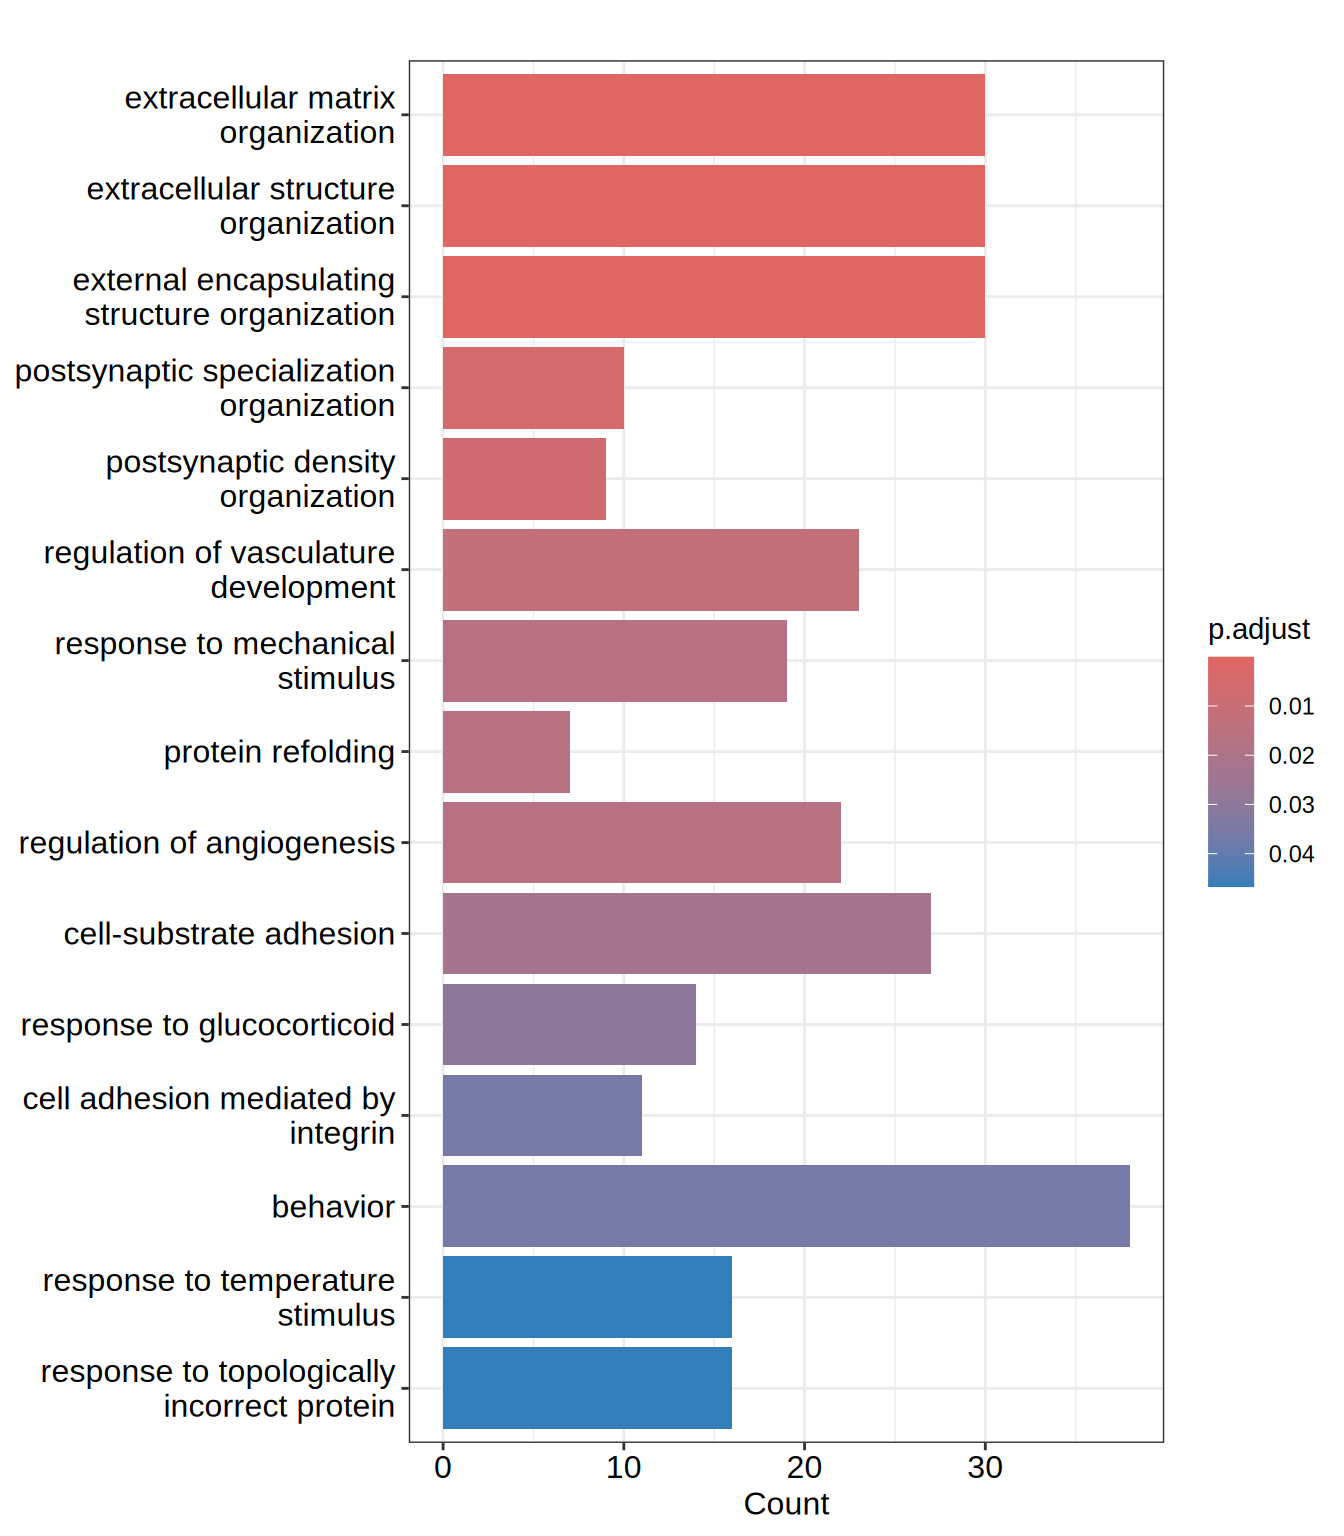 extracellular matrix
organization
extracellular structure
organization
external encapsulating
structure organization
postsynaptic specialization
organization
postsynaptic density
organization
regulation of vasculature
development
response to mechanical
stimulus
protein refolding
regulation of angiogenesis
cell-substrate adhesion
response to glucocorticoid
cell adhesion mediated by
integrin
behavior
response to temperature
stimulus
response to topologically
incorrect protein
0 10 20 30
Count
p.adjust
0.01
0.02
0.03
0.04